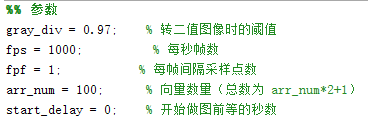 %% 参数
gray_div = 0.97;    % 转二值图像时的阈值
fps = 1000;    % 每秒帧数
fpf = 1;    % 每帧间隔采样点数
arr_num = 100;    % 向量数量（总数为 arr_num*2+1）
start_delay = 0;    % 开始做图前等的秒数